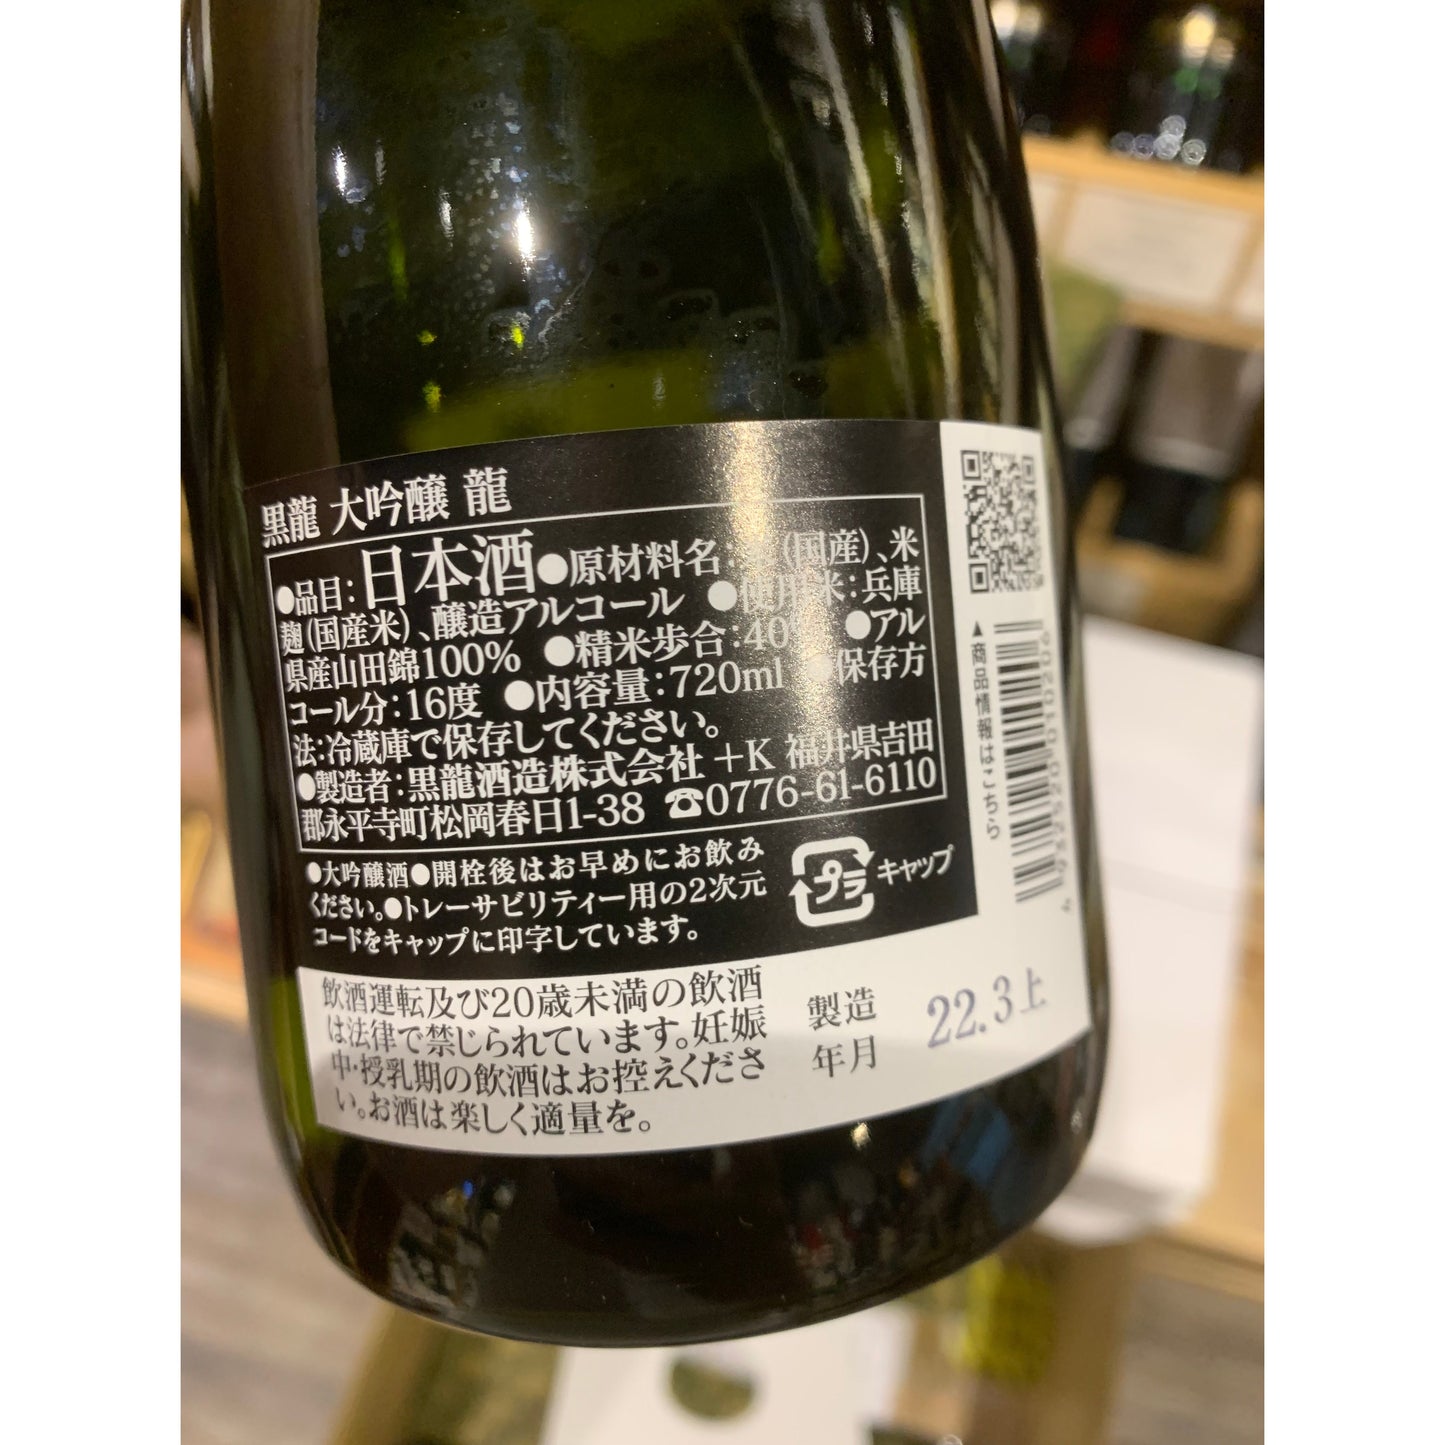 黒龍 大吟醸 龍
●品目:日本酒●原材料名: (国産)、米
麹(国産米)、醸造アルコール ●使用米:兵庫
県産山田錦100% ●精米歩合:40% ●アル
コール分:16度 ●内容量:720ml ●保存方
法:冷蔵庫で保存してください。
●製造者:黒龍酒造株式会社 +K 福井県吉田
郡永平寺町松岡春日1-38 ☎0776-61-6110
●大吟醸酒●開栓後はお早めにお飲み
ください。●トレーサビリティー用の2次元
コードをキャップに印字しています。
プラ
キャップ
飲酒運転及び20歳未満の飲酒
は法律で禁じられています。妊娠
中・授乳期の飲酒はお控えくださ
い。お酒は楽しく適量を。
製造
年月
22.3上
▲商品情報はこちら
4 932520 010206